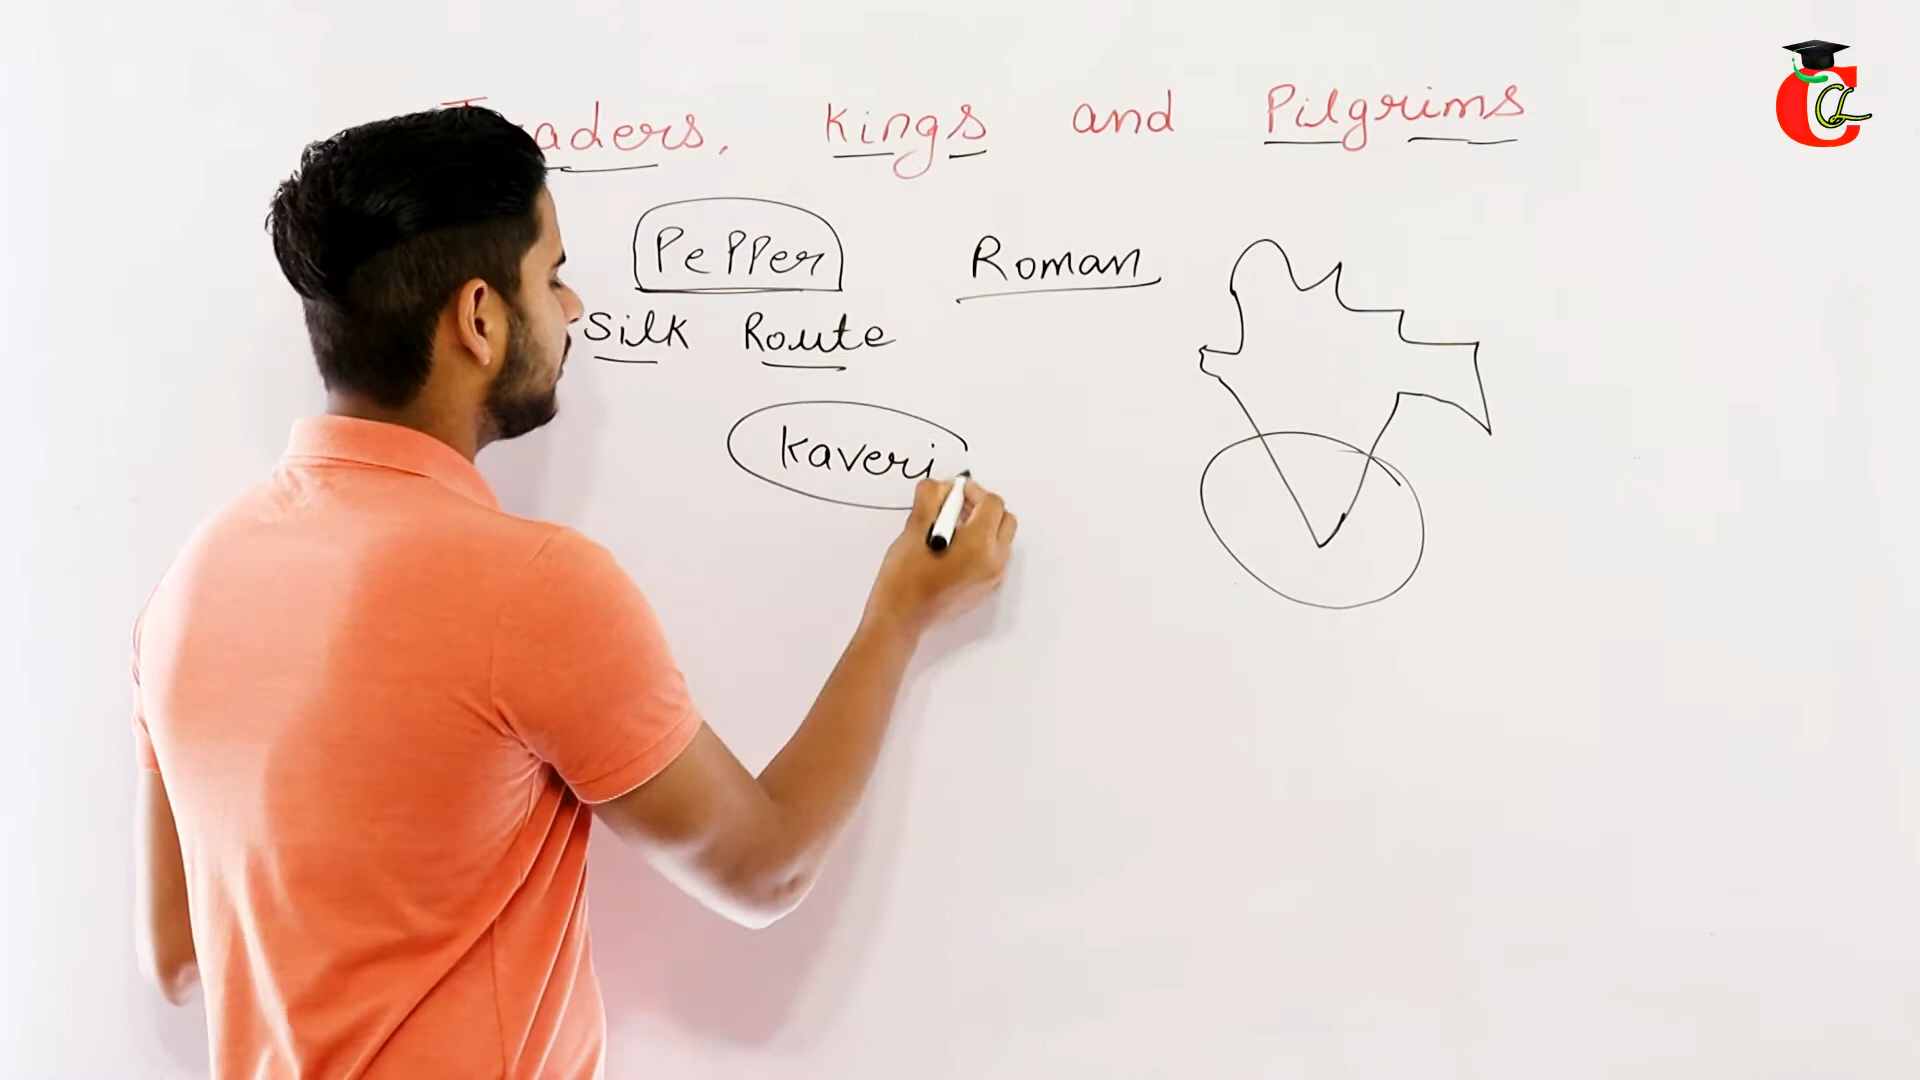 Traders, Kings and Pilgrims
Pepper Roman
Silk Route
Kaveri